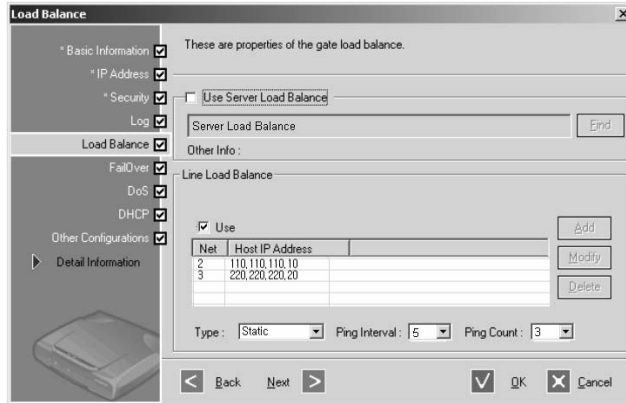 Load Balance
* Basic Information
* IP Address
* Security
Log
Load Balance
FailOver
DoS
DHCP
Other Configurations
Detail Information
These are properties of the gate load balance.
Use Server Load Balance
Server Load Balance
Find
Other Info :
Line Load Balance
Use
Net Host IP Address
2 110,110,110,10
3 220,220,220,20
Add
Modify
Delete
Type : Static Ping Interval : 5 Ping Count : 3
Back Next OK Cancel